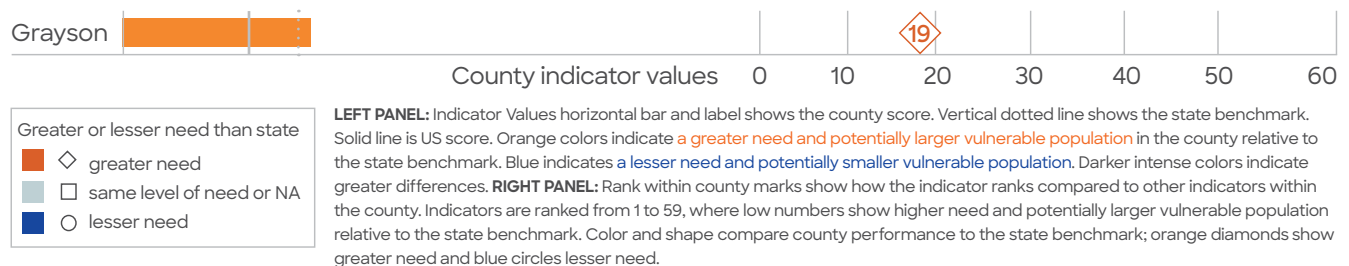 Grayson
19
County indicator values 0 10 20 30 40 50 60
Greater or lesser need than state
greater need
same level of need or NA
lesser need
LEFT PANEL: Indicator Values horizontal bar and label shows the county score. Vertical dotted line shows the state benchmark.
Solid line is US score. Orange colors indicate a greater need and potentially larger vulnerable population in the county relative to
the state benchmark. Blue indicates a lesser need and potentially smaller vulnerable population. Darker intense colors indicate
greater differences. RIGHT PANEL: Rank within county marks show how the indicator ranks compared to other indicators within
the county. Indicators are ranked from 1 to 59, where low numbers show higher need and potentially larger vulnerable population
relative to the state benchmark. Color and shape compare county performance to the state benchmark; orange diamonds show
greater need and blue circles lesser need.